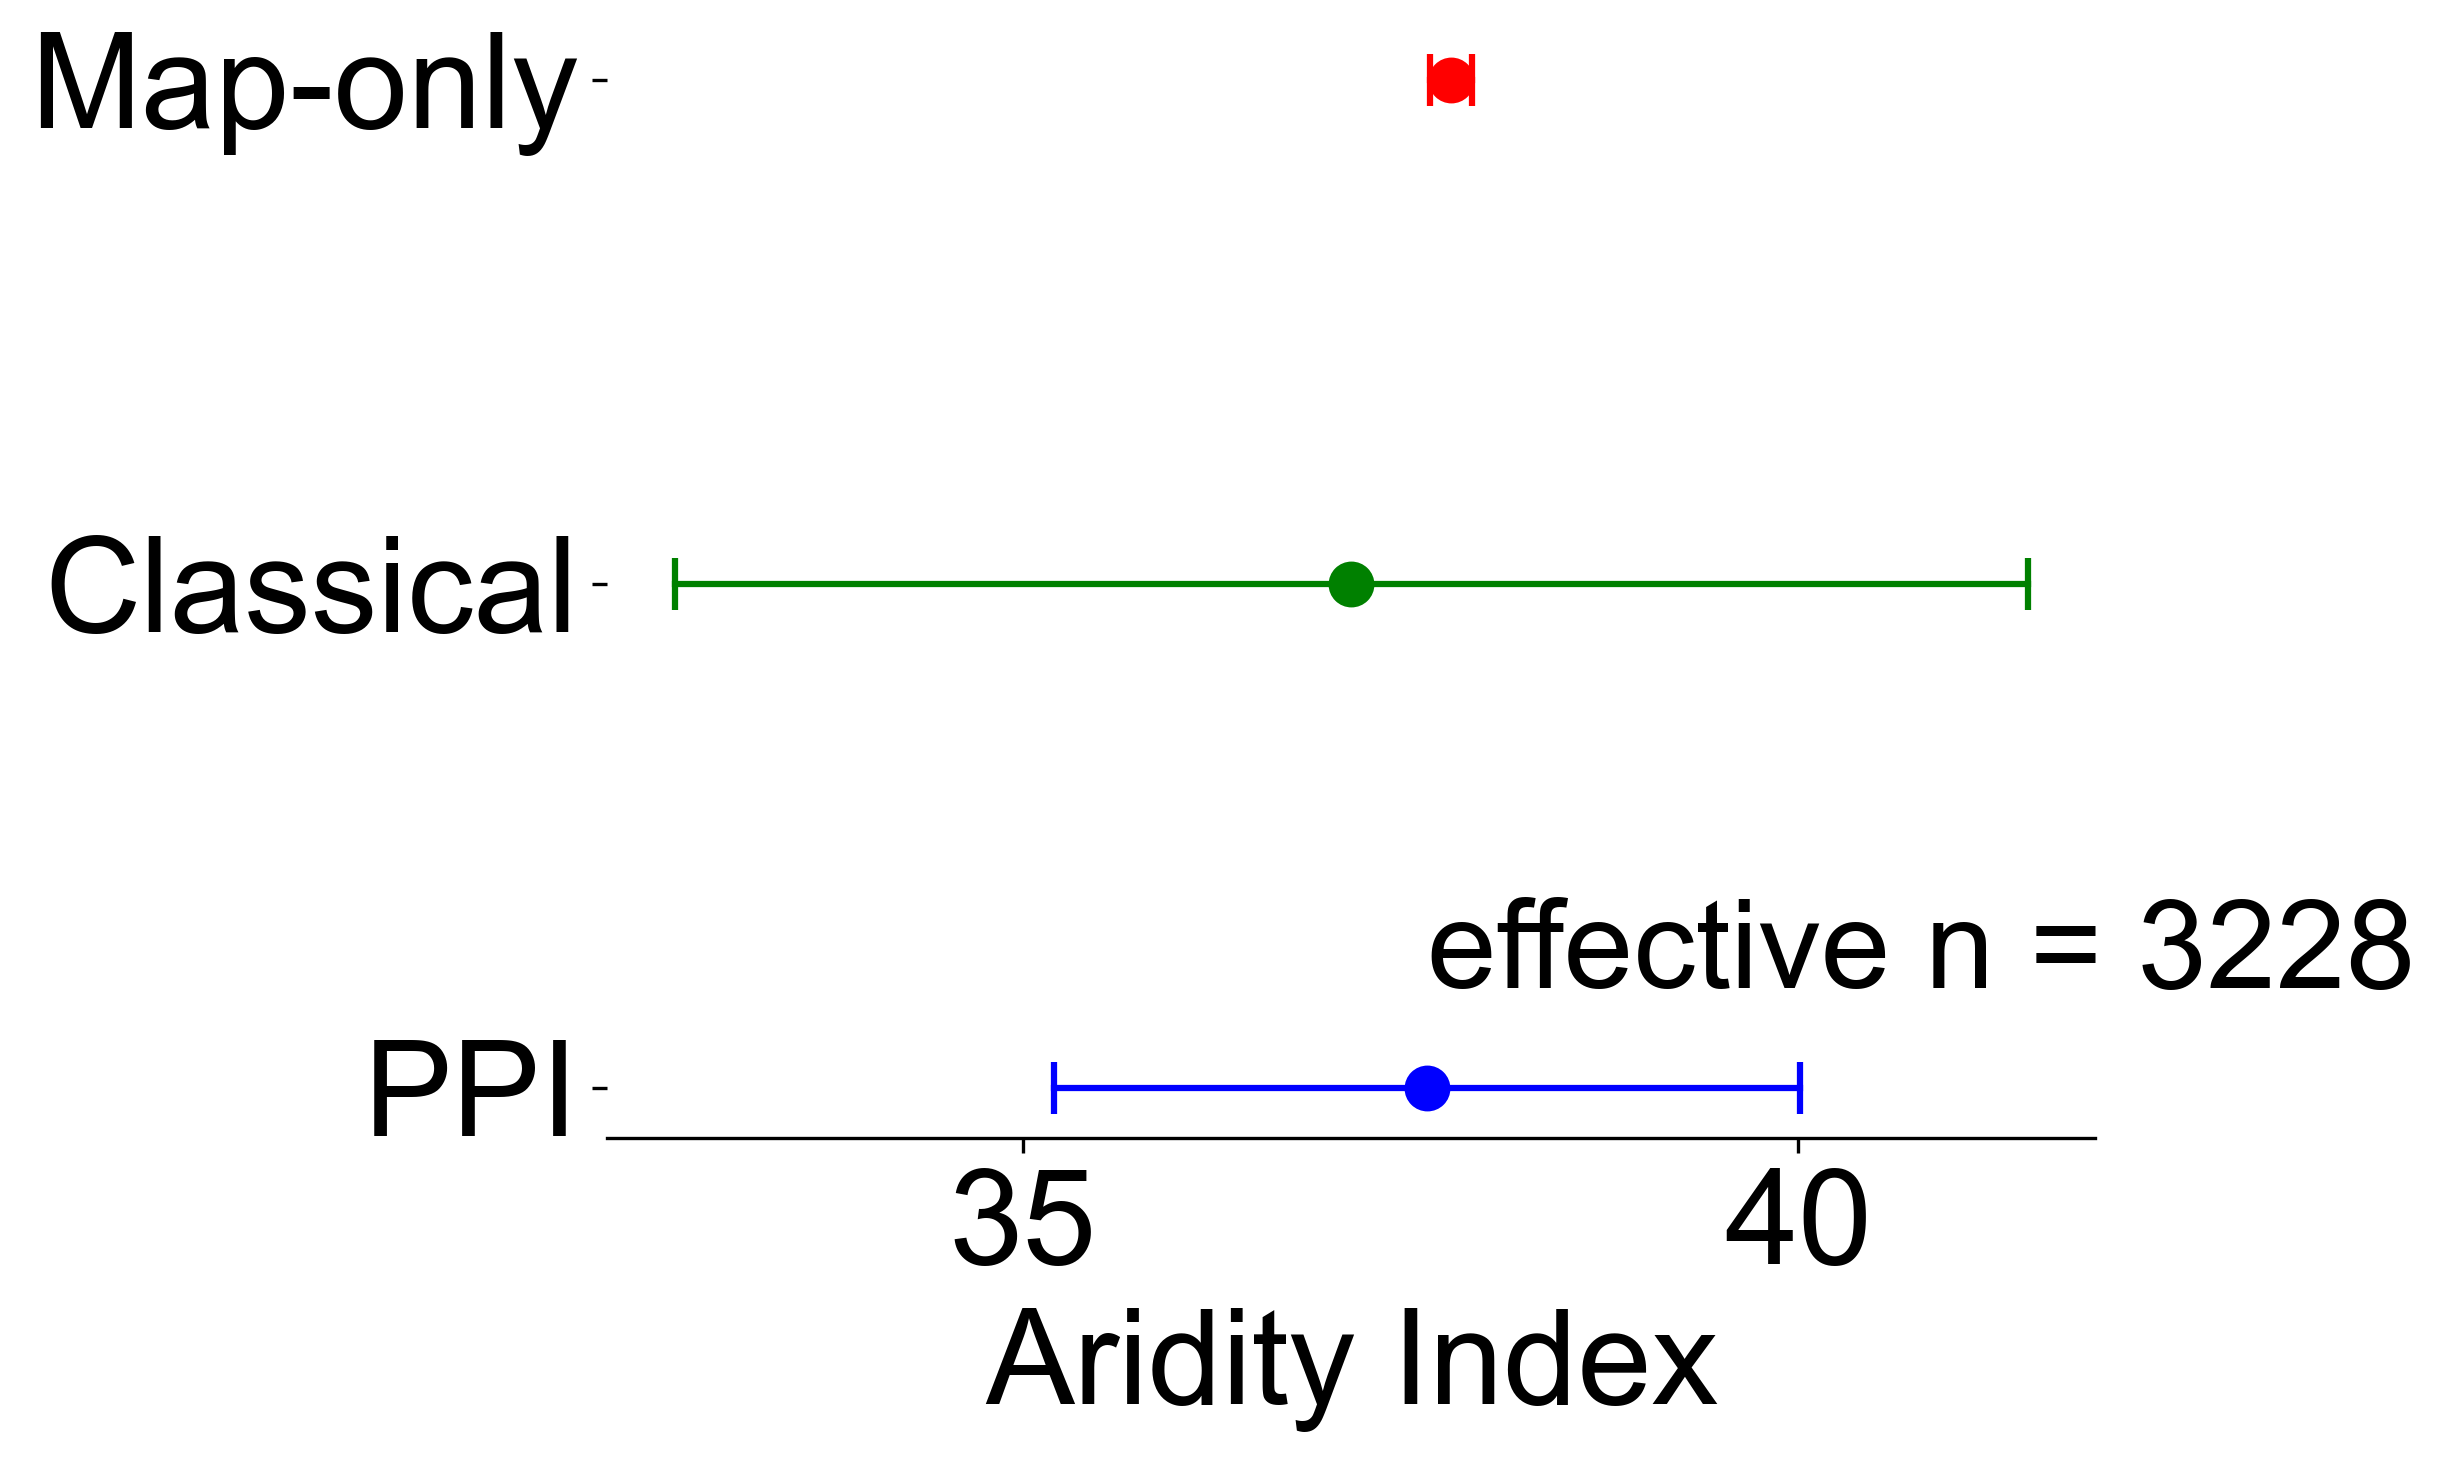 Map-only
Classical
effective n = 3228
PPI
35 40
Aridity Index